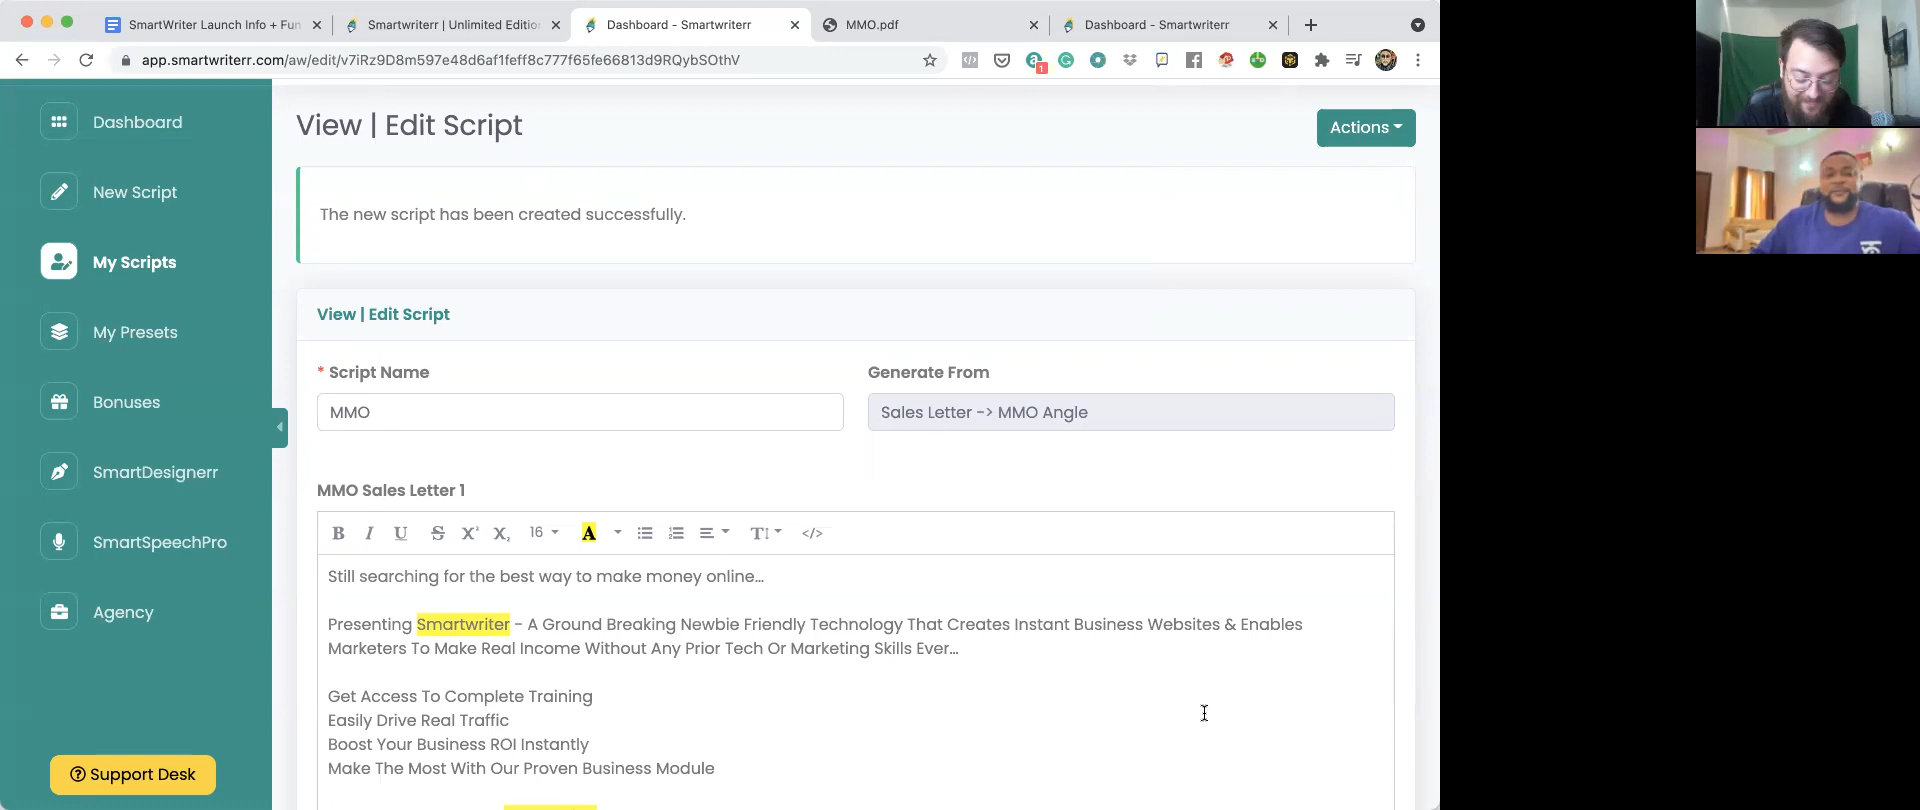 SmartWriter Launch Info + Fun
Smartwriterr | Unlimited Editio
Dashboard - Smartwriterr
MMO.pdf
Dashboard - Smartwriterr
app.smartwriterr.com/aw/edit/v7iRz9D8m597e48d6af1feff8c777f65fe66813d9RQybSOthV
1
Dashboard
New Script
My Scripts
My Presets
Bonuses
SmartDesignerr
SmartSpeechPro
Agency
Support Desk
View | Edit Script
Actions
The new script has been created successfully.
View | Edit Script
* Script Name
Generate From
MMO
Sales Letter -> MMO Angle
MMO Sales Letter 1
B I U S X² X₂ 16 A T </>
Still searching for the best way to make money online...
Presenting Smartwriter - A Ground Breaking Newbie Friendly Technology That Creates Instant Business Websites & Enables
Marketers To Make Real Income Without Any Prior Tech Or Marketing Skills Ever...
Get Access To Complete Training
Easily Drive Real Traffic
Boost Your Business ROI Instantly
Make The Most With Our Proven Business Module